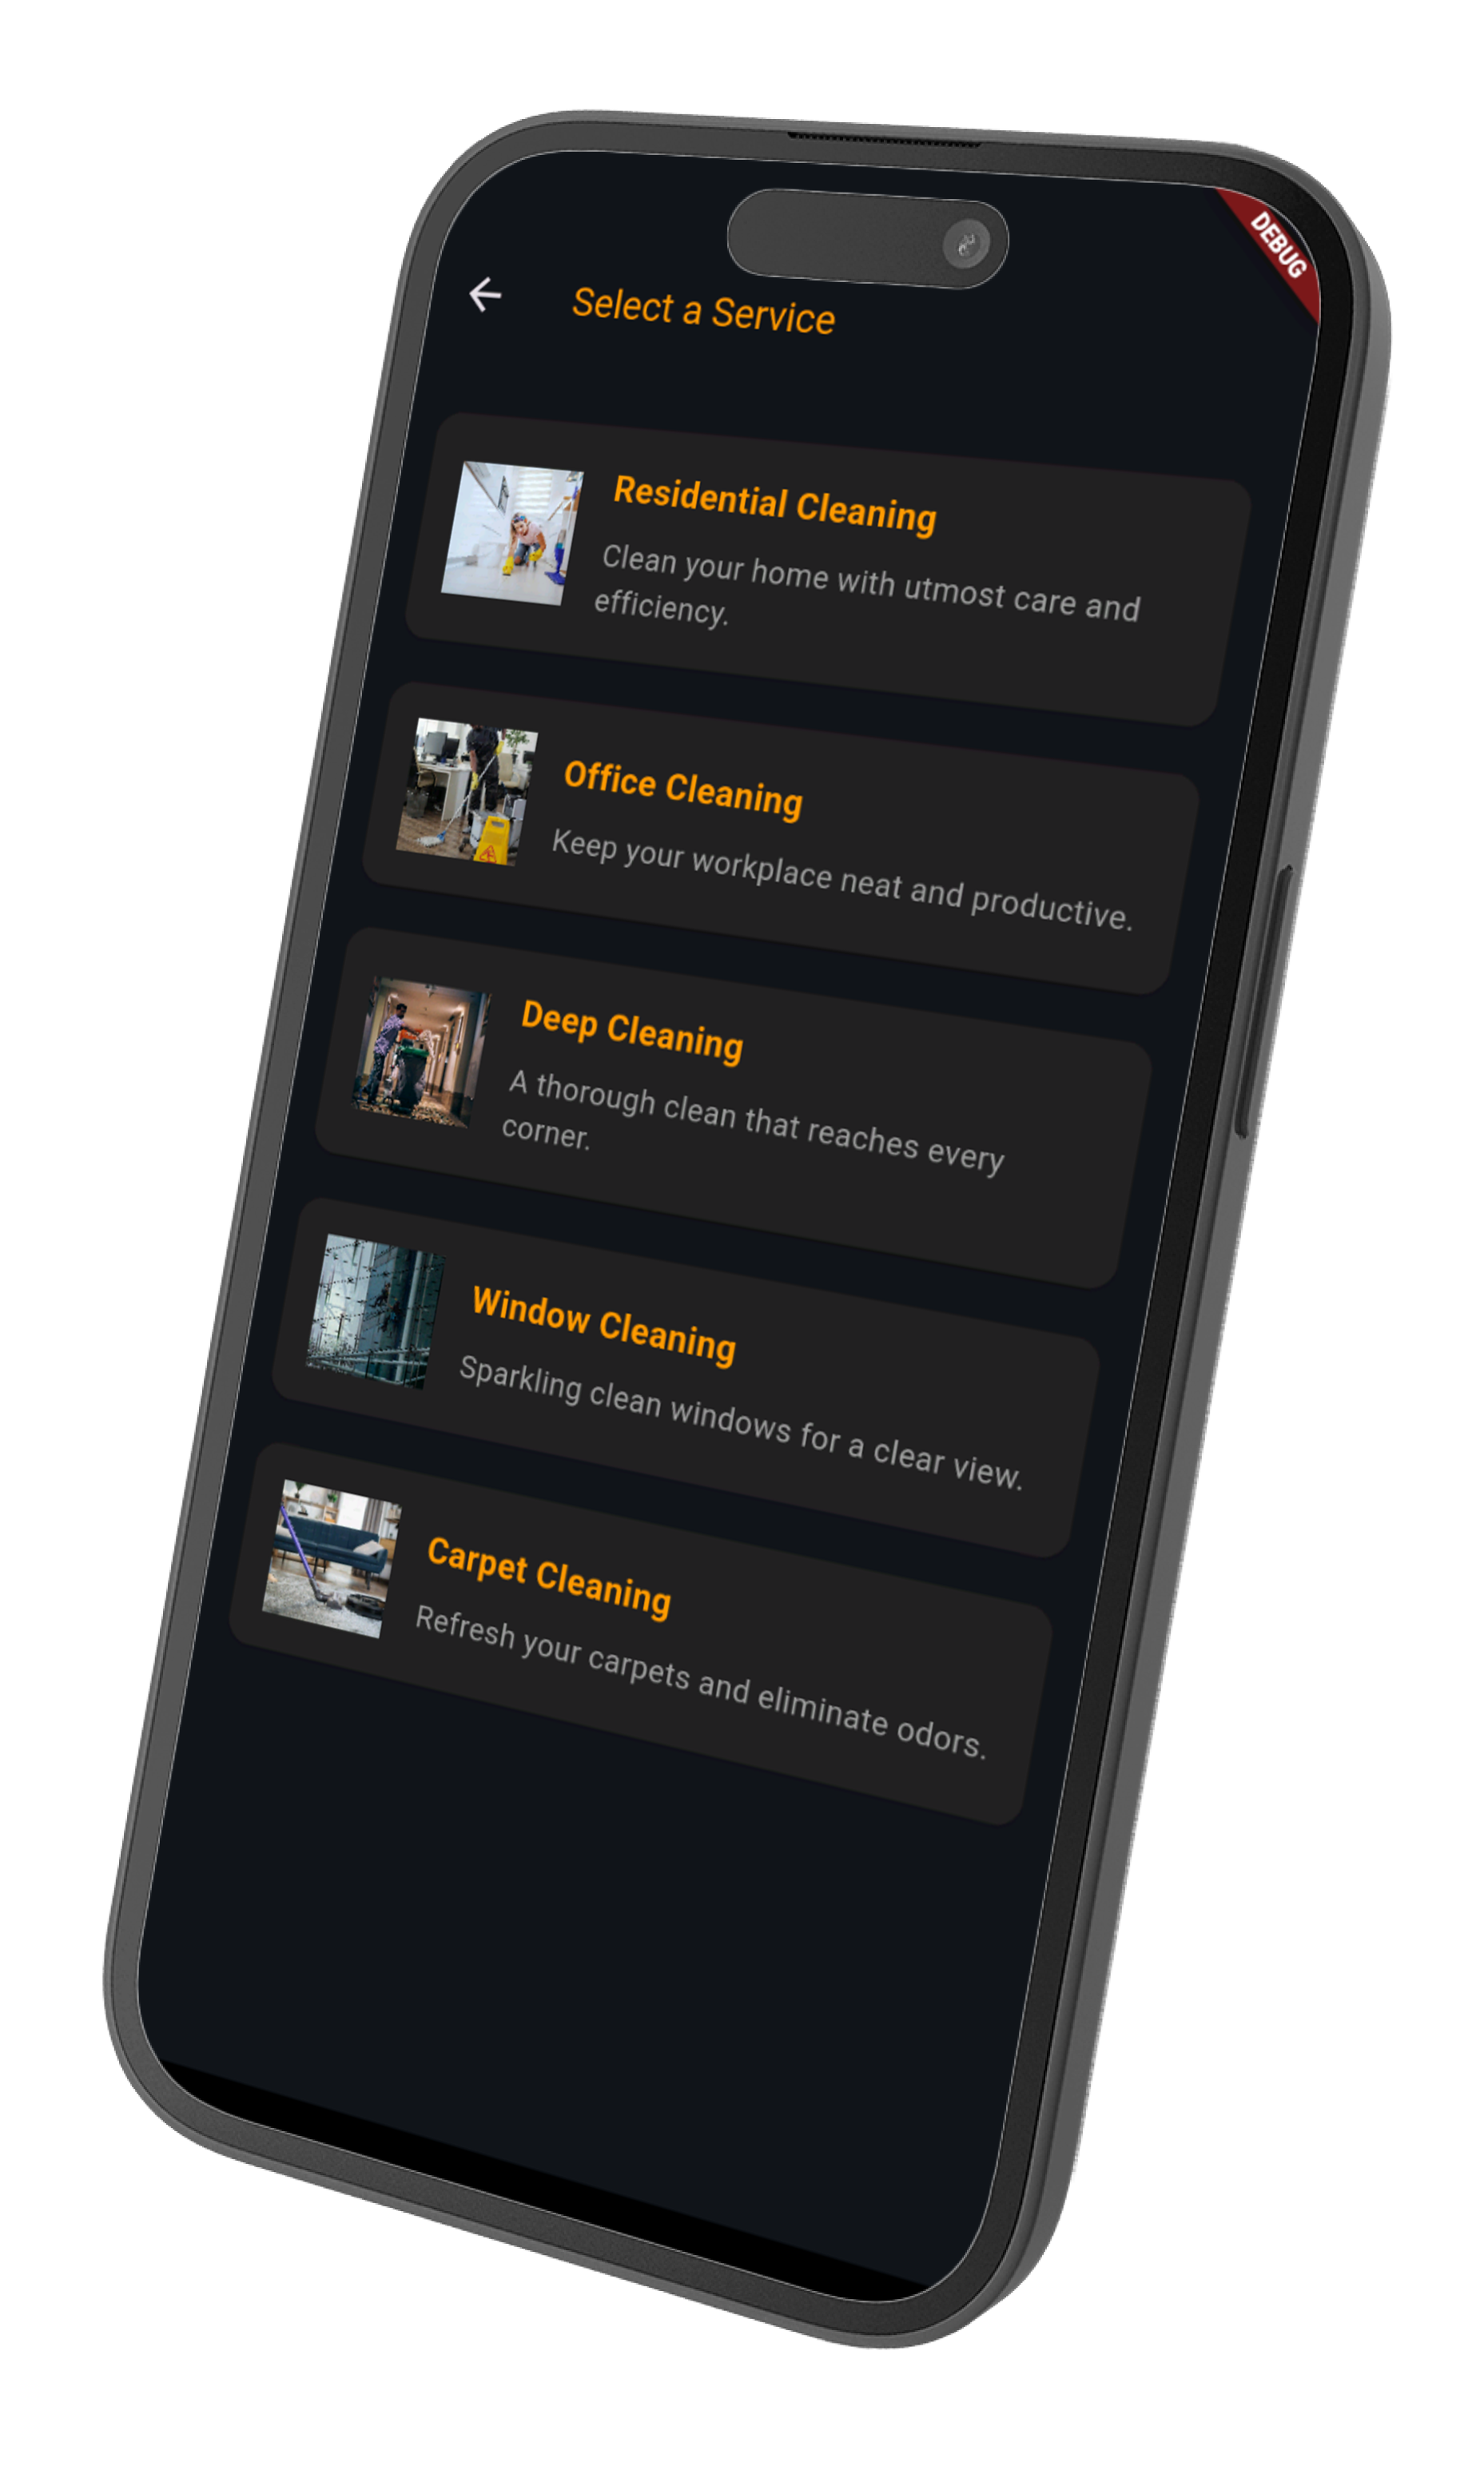 DEBUG
Select a Service
Residential Cleaning
Clean your home with utmost care and
efficiency.
Office Cleaning
Keep your workplace neat and productive.
Deep Cleaning
A thorough clean that reaches every
corner.
Window Cleaning
Sparkling clean windows for a clear view.
Carpet Cleaning
Refresh your carpets and eliminate odors.